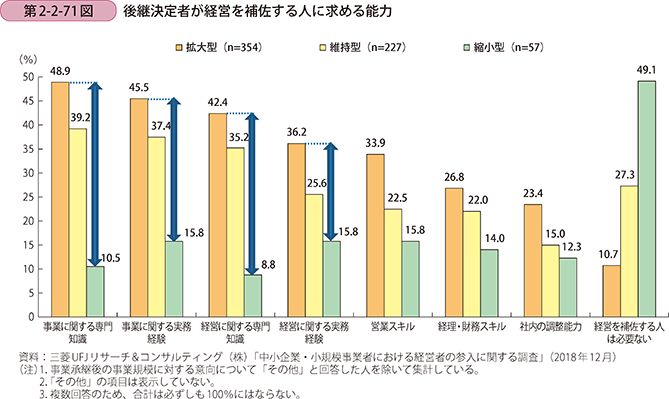 第2-2-71図 後継決定者が経営を補佐する人に求める能力
拡大型（n=354） 維持型（n=227） 縮小型（n=57）
（%）
50
45
40
35
30
25
20
15
10
5
0
48.9 39.2 10.5
45.5 37.4 15.8
42.4 35.2 8.8
36.2 25.6 15.8
33.9 22.5 15.8
26.8 22.0 14.0
23.4 15.0 12.3
10.7 27.3 49.1
事業に関する専門
知識
事業に関する実務
経験
経営に関する専門
知識
経営に関する実務
経験
営業スキル
経理・財務スキル
社内の調整能力
経営を補佐する人
は必要ない
資料：三菱UFJリサーチ＆コンサルティング（株）「中小企業・小規模事業者における経営者の参入に関する調査」（2018年12月）
（注）1. 事業承継後の事業規模に対する意向について「その他」と回答した人を除いて集計している。
2. 「その他」の項目は表示していない。
3. 複数回答のため、合計は必ずしも100％にはならない。